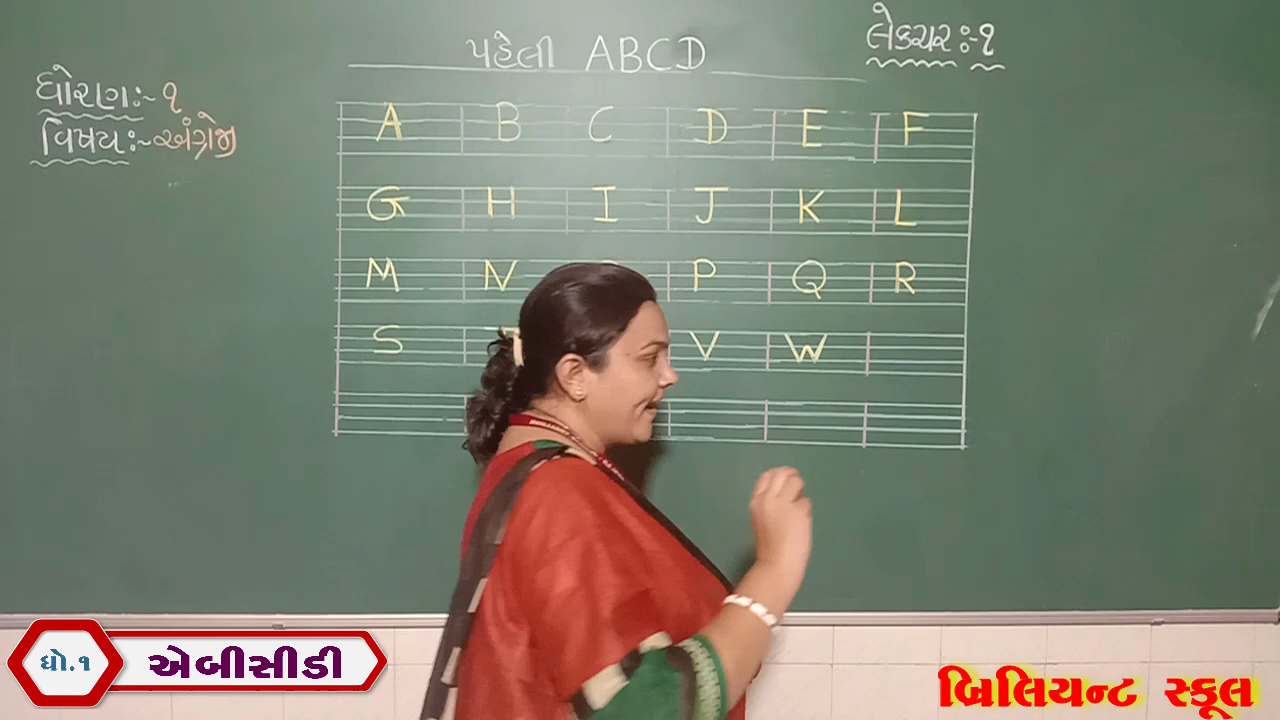 લેક્ચર :- ૧
પહેલી ABCD
ધોરણ :- ૧
વિષય :- અંગ્રેજી
A B C D E F
G H I J K L
M N P Q R
S V W
ધો.૧ એબીસીડી
બ્રિલિયન્ટ સ્કૂલ